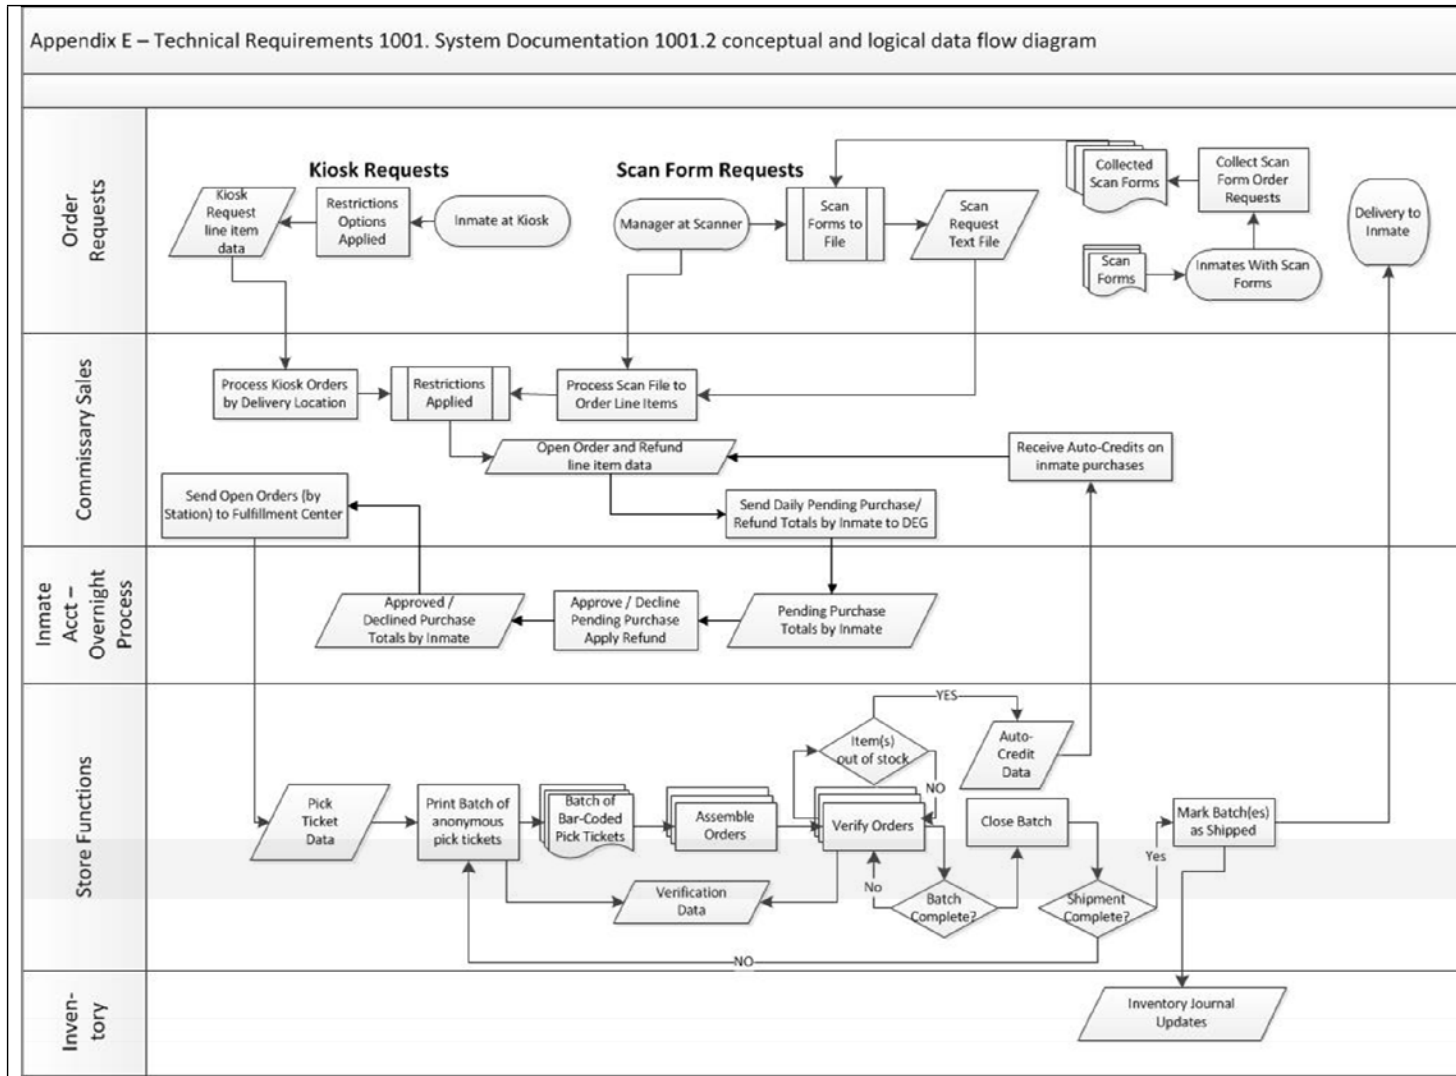 Appendix E – Technical Requirements 1001. System Documentation 1001.2 conceptual and logical data flow diagram
Order
Requests
Kiosk Requests
Scan Form Requests
Kiosk
Request
line item
data
Restrictions
Options
Applied
Inmate at Kiosk
Manager at Scanner
Scan
Forms to
File
Scan
Request
Text File
Collected
Scan Forms
Collect Scan
Form Order
Requests
Scan
Forms
Inmates With Scan
Forms
Delivery to
Inmate
Commissary Sales
Process Kiosk Orders
by Delivery Location
Restrictions
Applied
Process Scan File to
Order Line Items
Open Order and Refund
line item data
Receive Auto-Credits on
inmate purchases
Send Open Orders (by
Station) to Fulfillment Center
Send Daily Pending Purchase/
Refund Totals by Inmate to DEG
Inmate
Acct –
Overnight
Process
Approved /
Declined Purchase
Totals by Inmate
Approve / Decline
Pending Purchase
Apply Refund
Pending Purchase
Totals by Inmate
Store Functions
YES
Item(s)
out of stock
NO
Auto-
Credit
Data
Pick
Ticket
Data
Print Batch of
anonymous
pick tickets
Batch of
Bar-Coded
Pick Tickets
Assemble
Orders
Verify Orders
Close Batch
Mark Batch(es)
as Shipped
Yes
No
Verification
Data
Batch
Complete?
Shipment
Complete?
NO
Inven-
tory
Inventory Journal
Updates